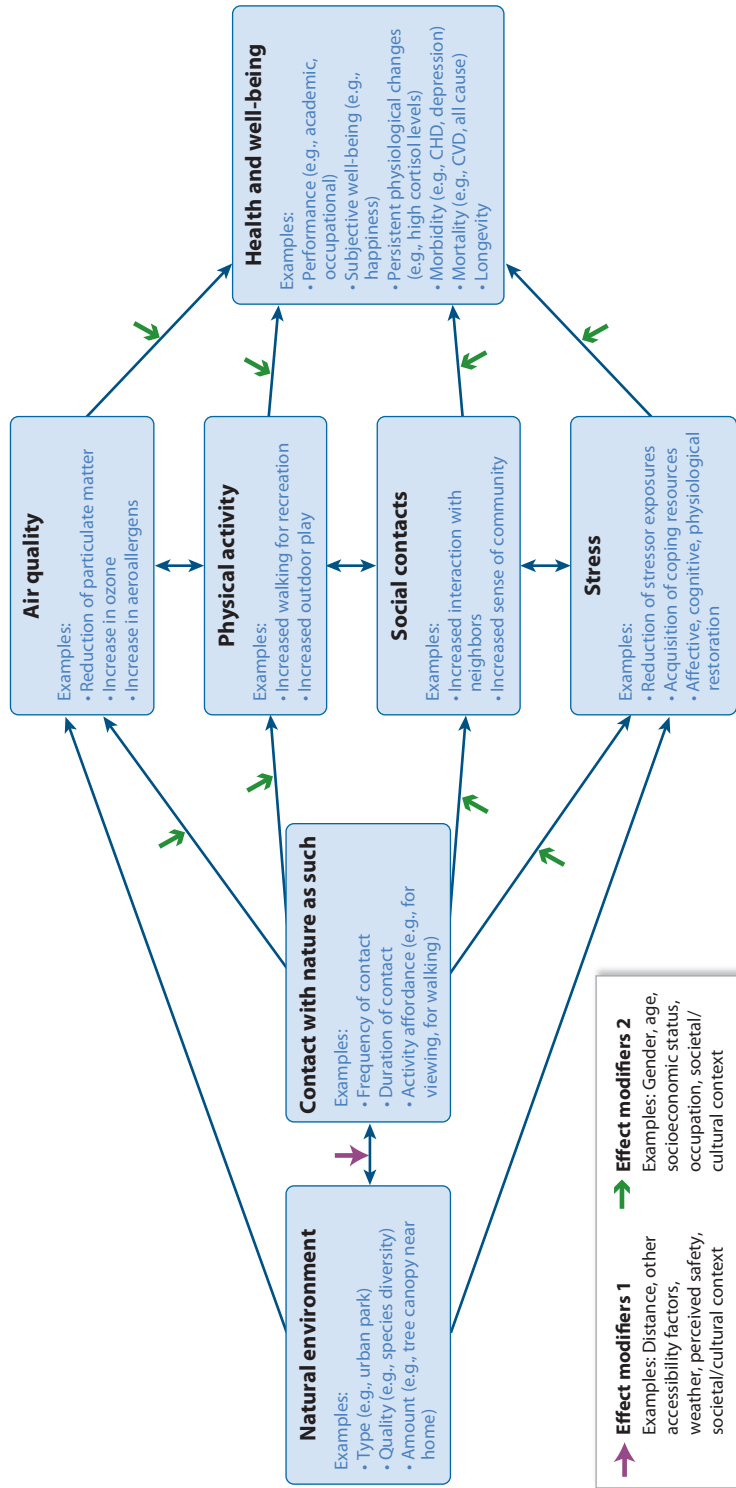 Natural environment
Examples:
• Type (e.g., urban park)
• Quality (e.g., species diversity)
• Amount (e.g., tree canopy near
home)
Contact with nature as such
Examples:
• Frequency of contact
• Duration of contact
• Activity affordance (e.g., for
viewing, for walking)
Air quality
Examples:
• Reduction of particulate matter
• Increase in ozone
• Increase in aeroallergens
Physical activity
Examples:
• Increased walking for recreation
• Increased outdoor play
Social contacts
Examples:
• Increased interaction with
neighbors
• Increased sense of community
Stress
Examples:
• Reduction of stressor exposures
• Acquisition of coping resources
• Affective, cognitive, physiological
restoration
Health and well-being
Examples:
• Performance (e.g., academic,
occupational)
• Subjective well-being (e.g.,
happiness)
• Persistent physiological changes
(e.g., high cortisol levels)
• Morbidity (e.g., CHD, depression)
• Mortality (e.g., CVD, all cause)
• Longevity
Effect modifiers 1
Examples: Distance, other
accessibility factors,
weather, perceived safety,
societal/cultural context
Effect modifiers 2
Examples: Gender, age,
socioeconomic status,
occupation, societal/
cultural context